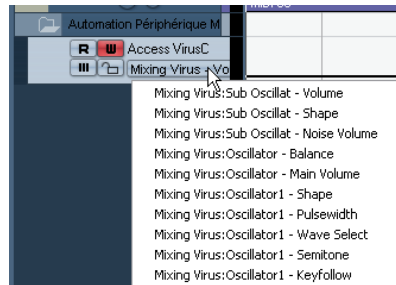 Automation Périphérique M
R W Access VirusC
Mixing Virus
Mixing Virus:Sub Oscillat - Volume
Mixing Virus:Sub Oscillat - Shape
Mixing Virus:Sub Oscillat - Noise Volume
Mixing Virus:Oscillator - Balance
Mixing Virus:Oscillator - Main Volume
Mixing Virus:Oscillator1 - Shape
Mixing Virus:Oscillator1 - Pulsewidth
Mixing Virus:Oscillator1 - Wave Select
Mixing Virus:Oscillator1 - Semitone
Mixing Virus:Oscillator1 - Keyfollow